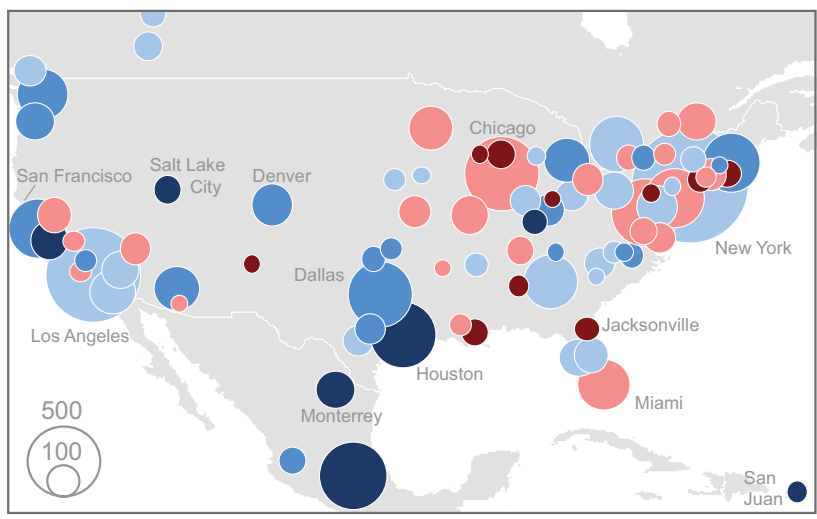 Chicago
San Francisco
Salt Lake
City
Denver
New York
Dallas
Los Angeles
Jacksonville
Houston
Miami
Monterrey
500
100
San
Juan